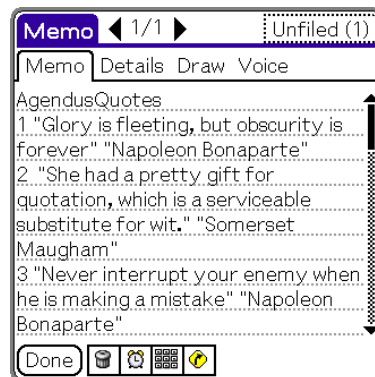 Memo 1/1 Unfiled (1)
Memo Details Draw Voice
AgendusQuotes
1 "Glory is fleeting, but obscurity is
forever" "Napoleon Bonaparte"
2 "She had a pretty gift for
quotation, which is a serviceable
substitute for wit." "Somerset
Maugham"
3 "Never interrupt your enemy when
he is making a mistake" "Napoleon
Bonaparte"
Done